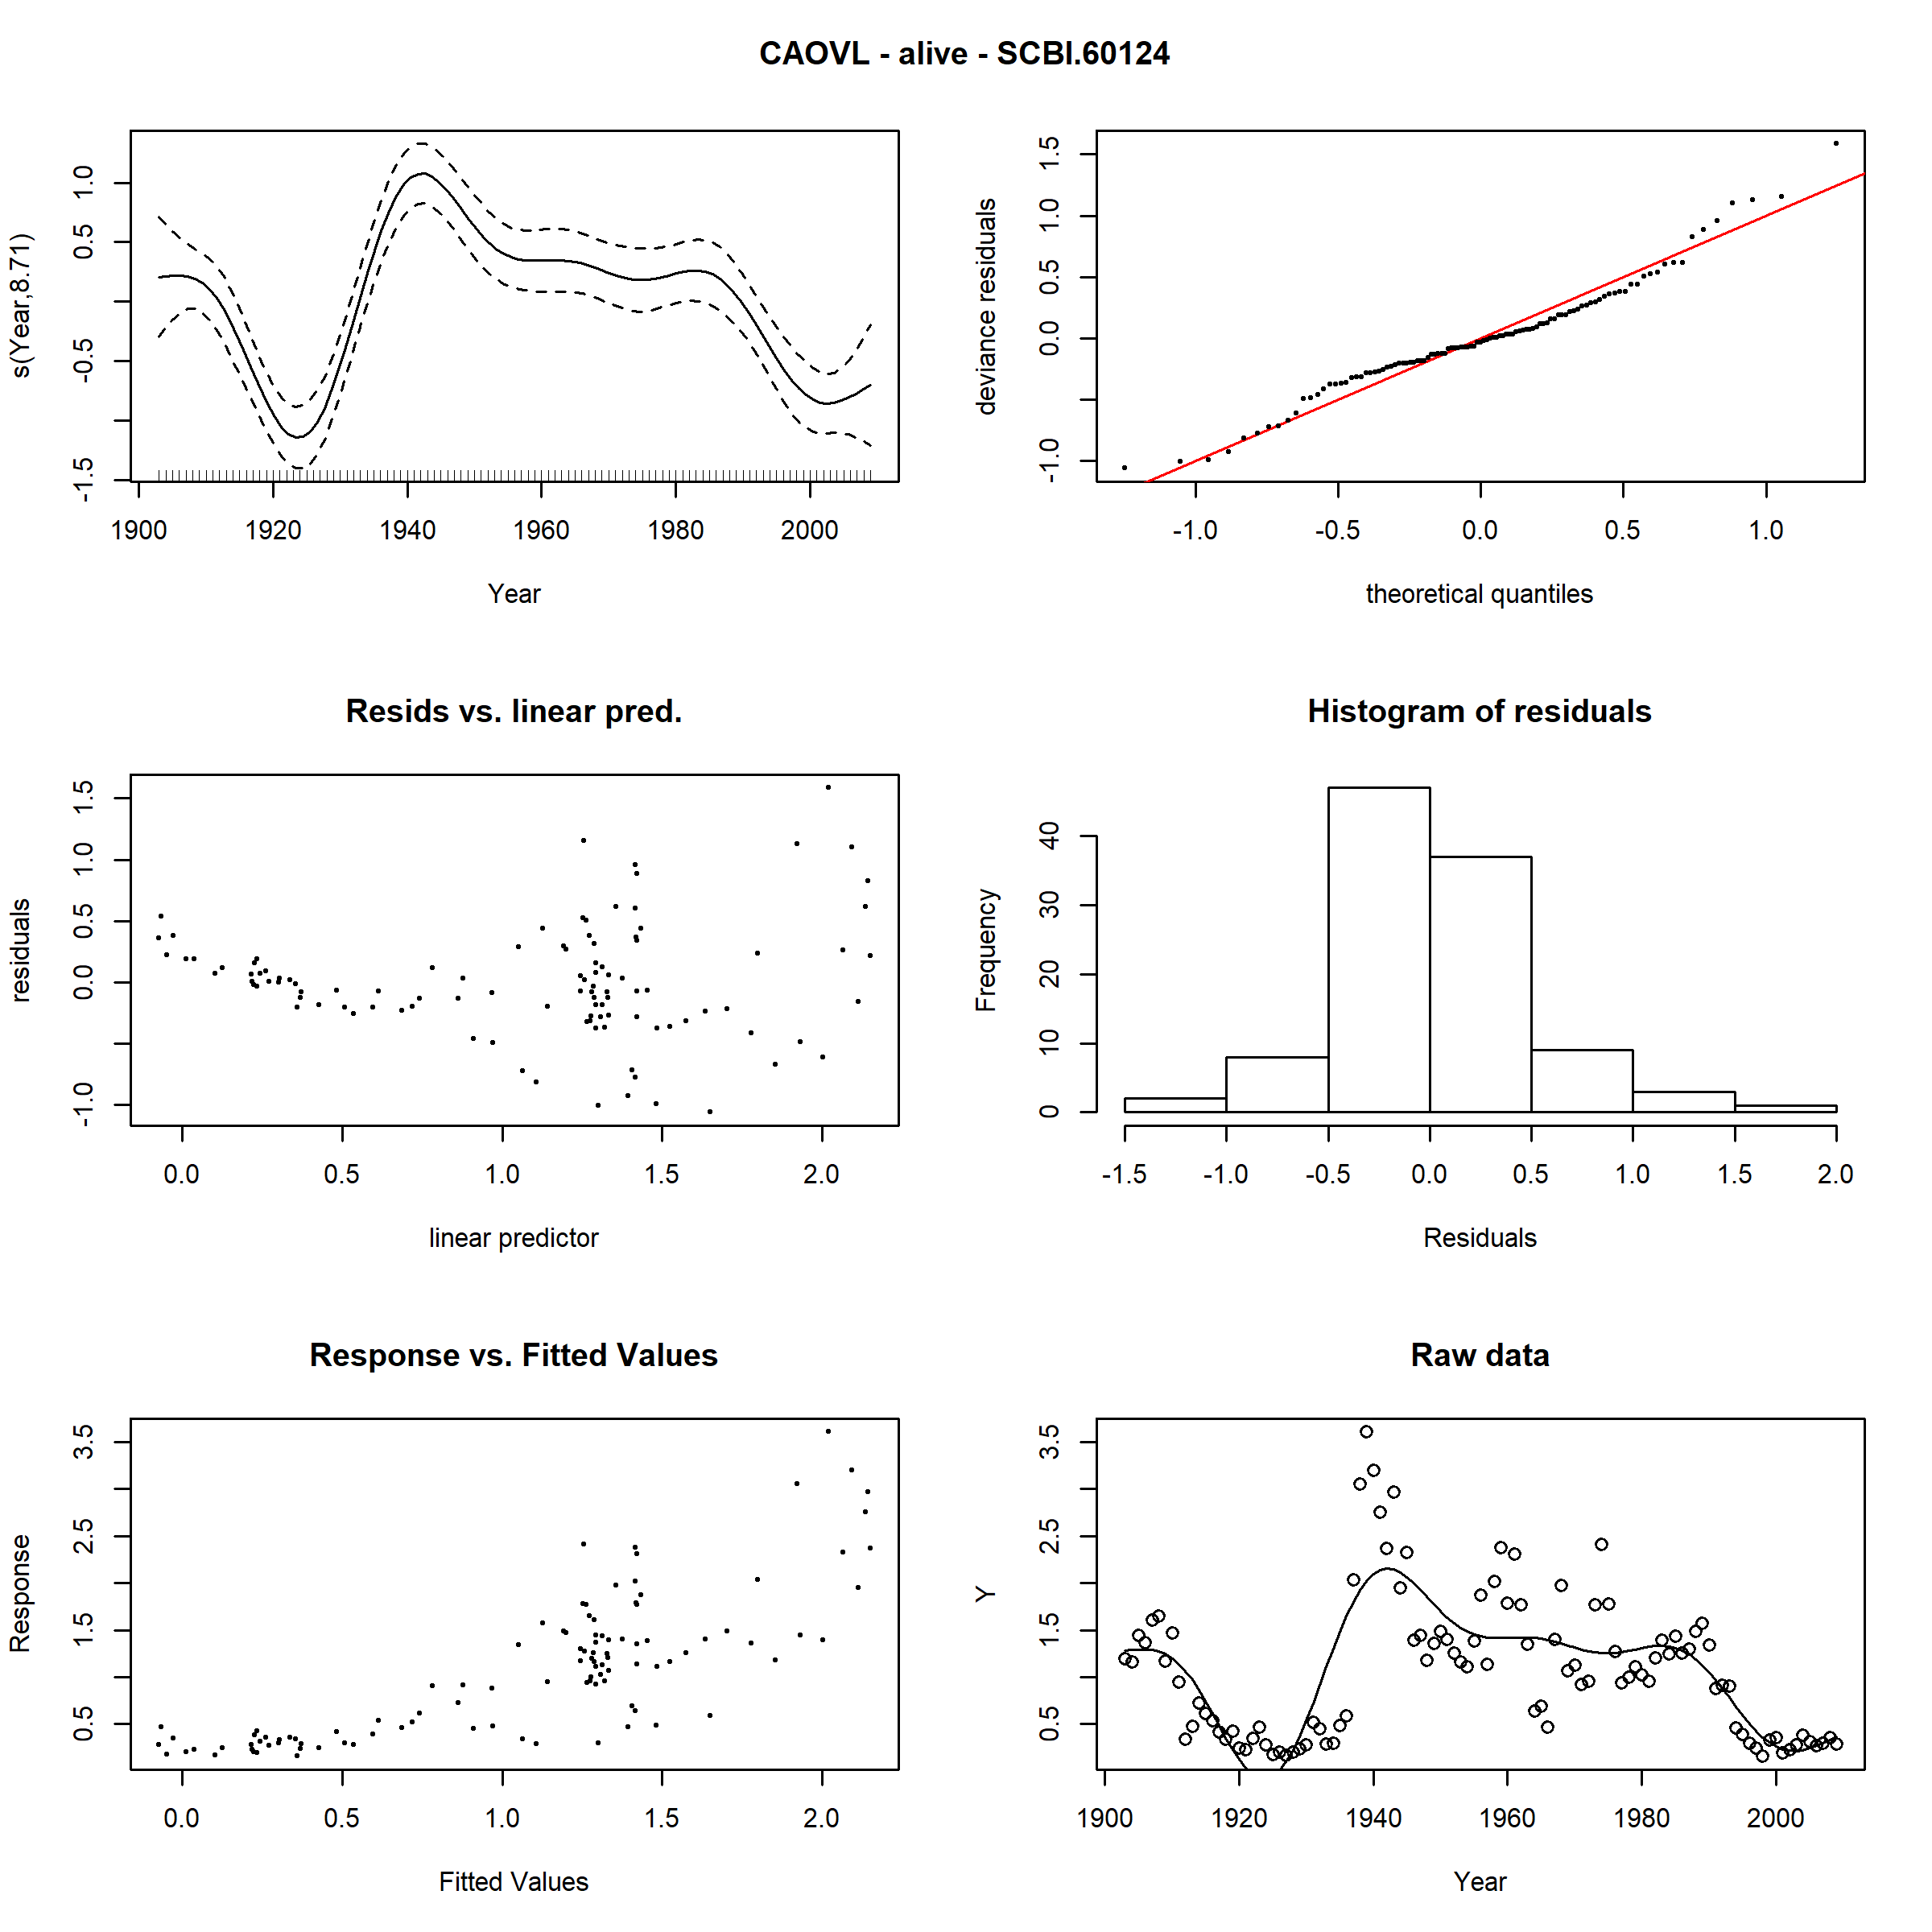 CAOVL - alive - SCBI.60124
s(Year,8.71)
-1.5 -0.5 0.5 1.0
1900 1920 1940 1960 1980 2000
Year
deviance residuals
-1.0 0.0 0.5 1.0 1.5
-1.0 -0.5 0.0 0.5 1.0
theoretical quantiles
Resids vs. linear pred.
residuals
-1.0 0.0 0.5 1.0 1.5
0.0 0.5 1.0 1.5 2.0
linear predictor
Histogram of residuals
Frequency
0 10 20 30 40
-1.5 -1.0 -0.5 0.0 0.5 1.0 1.5 2.0
Residuals
Response vs. Fitted Values
Response
0.5 1.5 2.5 3.5
0.0 0.5 1.0 1.5 2.0
Fitted Values
Raw data
Y
0.5 1.5 2.5 3.5
1900 1920 1940 1960 1980 2000
Year